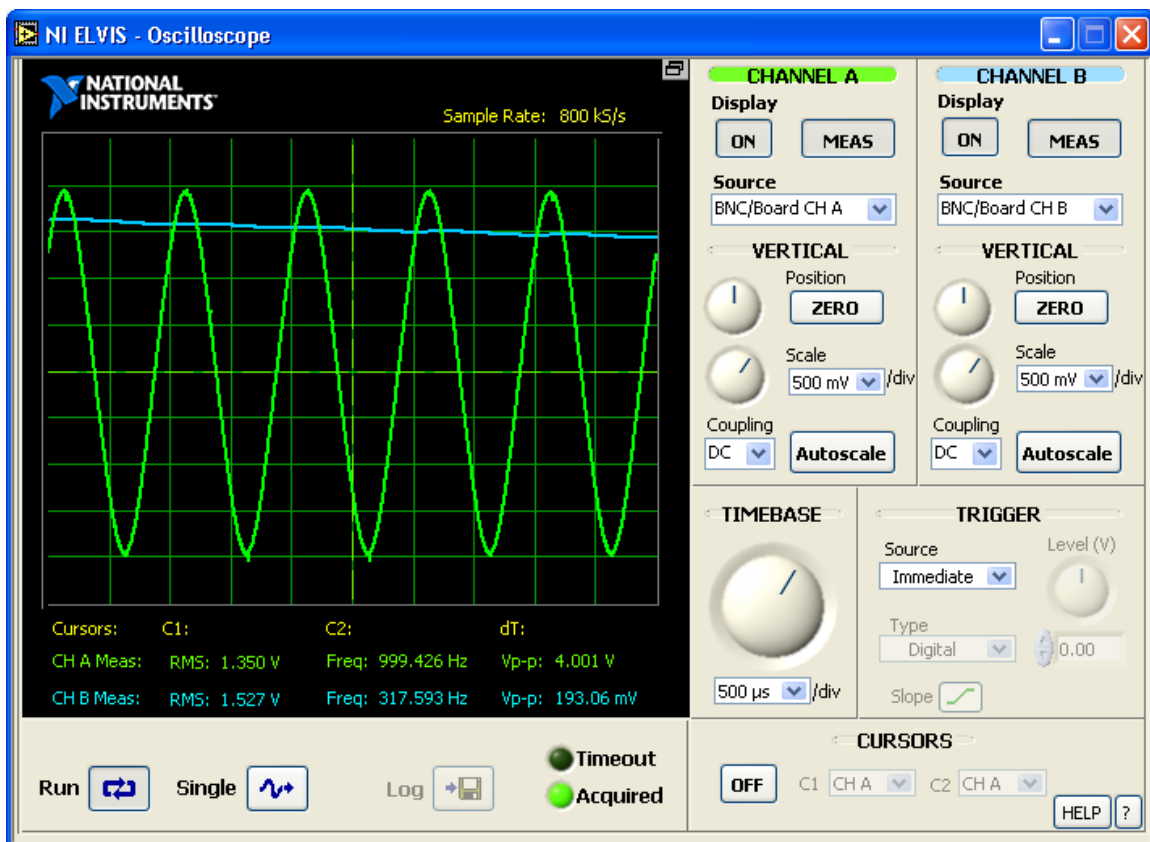 NI ELVIS - Oscilloscope
NATIONAL
INSTRUMENTS™
Sample Rate: 800 kS/s
Cursors: C1: C2: dT:
CH A Meas: RMS: 1.350 V Freq: 999.426 Hz Vp-p: 4.001 V
CH B Meas: RMS: 1.527 V Freq: 317.593 Hz Vp-p: 193.06 mV
CHANNEL A
Display
ON MEAS
Source
BNC/Board CH A
VERTICAL
Position
ZERO
Scale
500 mV /div
Coupling
DC Autoscale
CHANNEL B
Display
ON MEAS
Source
BNC/Board CH B
VERTICAL
Position
ZERO
Scale
500 mV /div
Coupling
DC Autoscale
TIMEBASE
500 µs /div
TRIGGER
Source Level (V)
Immediate
Type
Digital 0.00
Slope
Run Single Log
Timeout
Acquired
CURSORS
OFF C1 CH A C2 CH A
HELP ?